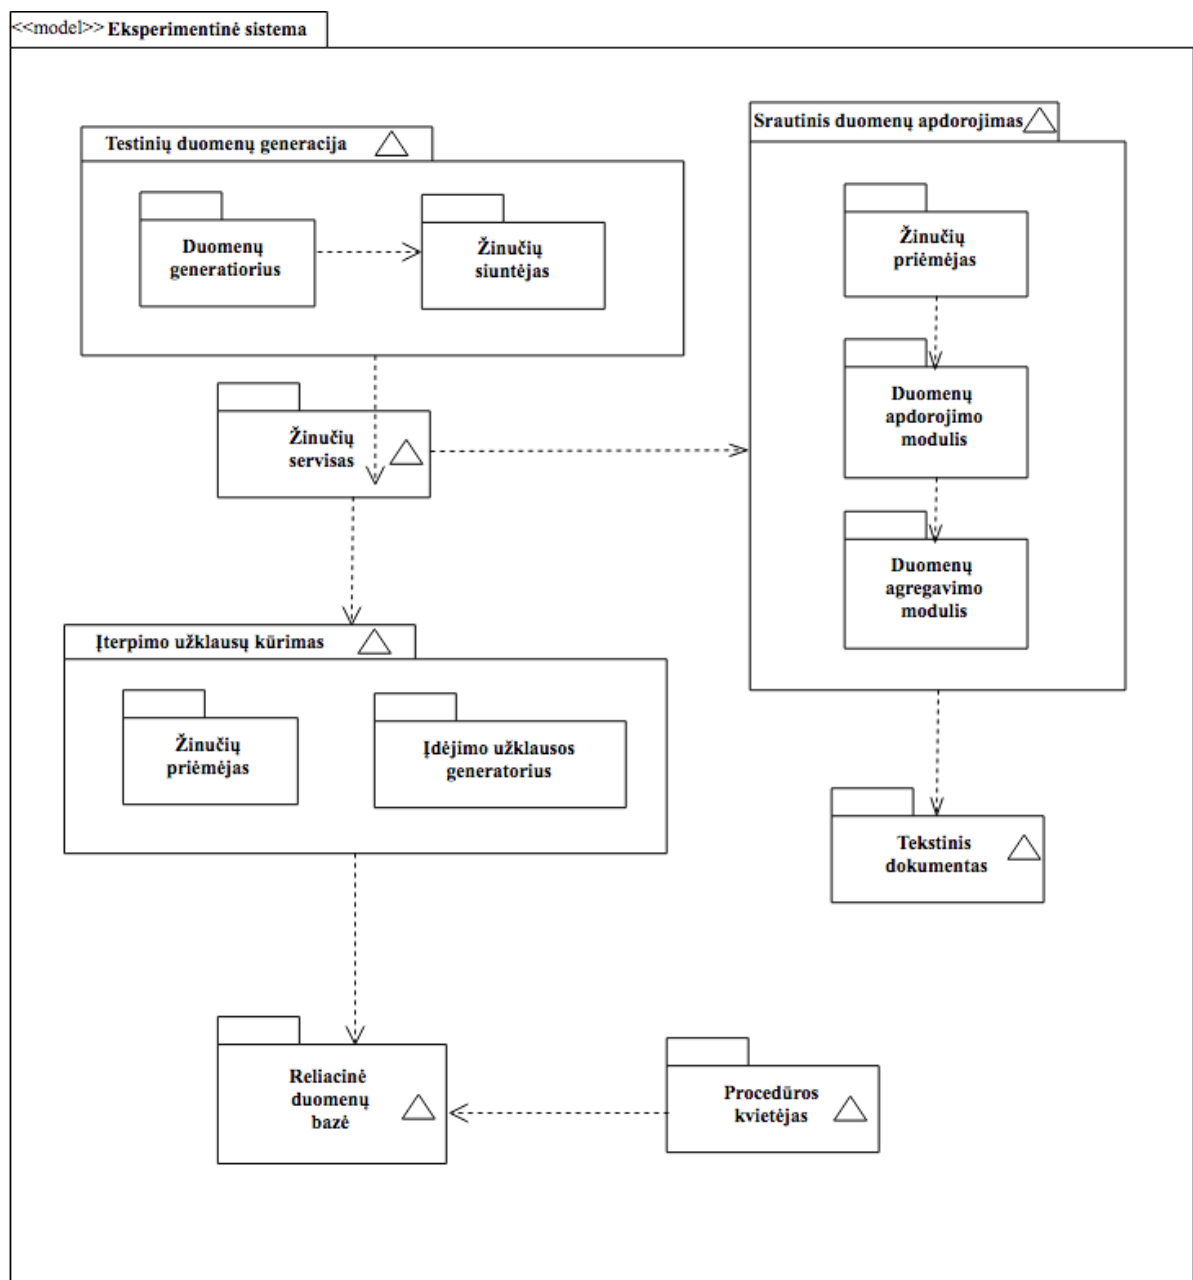 <<model>> Eksperimentinė sistema
Testinių duomenų generacija
Duomenų
generatiorius
Žinučių
siuntėjas
Srautinis duomenų apdorojimas
Žinučių
priėmėjas
Duomenų
apdorojimo
modulis
Duomenų
agregavimo
modulis
Žinučių
servisas
Įterpimo užklausų kūrimas
Žinučių
priėmėjas
Įdėjimo užklausos
generatorius
Tekstinis
dokumentas
Reliacinė
duomenų
bazė
Procedūros
kvietėjas